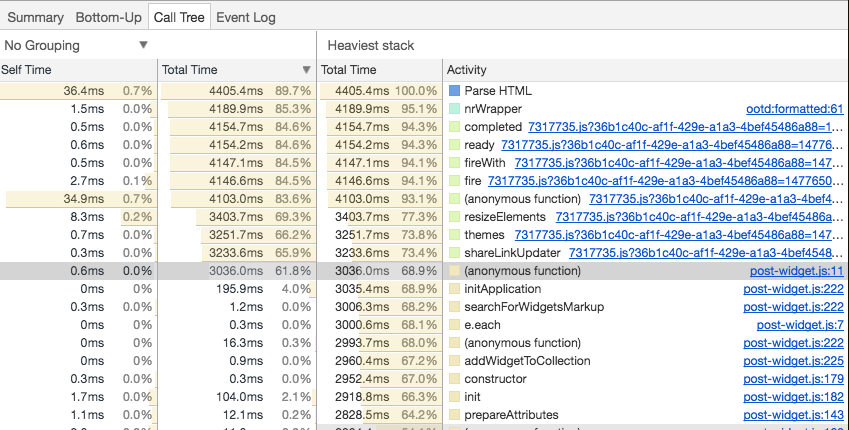 Summary Bottom-Up Call Tree Event Log
No Grouping ▼ Heaviest stack
Self Time Total Time ▼ Total Time Activity
36.4ms 0.7% 4405.4ms 89.7% 4405.4ms 100.0% Parse HTML
1.5ms 0.0% 4189.9ms 85.3% 4189.9ms 95.1% nrWrapper ootd:formatted:61
0.5ms 0.0% 4154.7ms 84.6% 4154.7ms 94.3% completed 7317735.js?36b1c40c-af1f-429e-a1a3-4bef45486a88=1...
0.6ms 0.0% 4154.2ms 84.6% 4154.2ms 94.3% ready 7317735.js?36b1c40c-af1f-429e-a1a3-4bef45486a88=14776...
0.5ms 0.0% 4147.1ms 84.5% 4147.1ms 94.1% fireWith 7317735.js?36b1c40c-af1f-429e-a1a3-4bef45486a88=147...
2.7ms 0.1% 4146.6ms 84.5% 4146.6ms 94.1% fire 7317735.js?36b1c40c-af1f-429e-a1a3-4bef45486a88=1477650...
34.9ms 0.7% 4103.0ms 83.6% 4103.0ms 93.1% (anonymous function) 7317735.js?36b1c40c-af1f-429e-a1a3-4bef4...
8.3ms 0.2% 3403.7ms 69.3% 3403.7ms 77.3% resizeElements 7317735.js?36b1c40c-af1f-429e-a1a3-4bef45486a...
0.7ms 0.0% 3251.7ms 66.2% 3251.7ms 73.8% themes 7317735.js?36b1c40c-af1f-429e-a1a3-4bef45486a88=147...
0.3ms 0.0% 3233.6ms 65.9% 3233.6ms 73.4% shareLinkUpdater 7317735.js?36b1c40c-af1f-429e-a1a3-4bef4548...
0.6ms 0.0% 3036.0ms 61.8% 3036.0ms 68.9% (anonymous function) post-widget.js:11
0ms 0.0% 195.9ms 4.0% 3035.4ms 68.9% initApplication post-widget.js:222
0.3ms 0.0% 1.2ms 0.0% 3006.3ms 68.2% searchForWidgetsMarkup post-widget.js:222
0ms 0.0% 0.3ms 0.0% 3000.6ms 68.1% e.each post-widget.js:7
0ms 0.0% 16.3ms 0.3% 2993.7ms 68.0% (anonymous function) post-widget.js:222
0ms 0.0% 0.9ms 0.0% 2960.4ms 67.2% addWidgetToCollection post-widget.js:225
0.3ms 0.0% 0.3ms 0.0% 2952.4ms 67.0% constructor post-widget.js:179
1.7ms 0.0% 104.0ms 2.1% 2918.8ms 66.3% init post-widget.js:182
1.1ms 0.0% 12.1ms 0.2% 2828.5ms 64.2% prepareAttributes post-widget.js:143